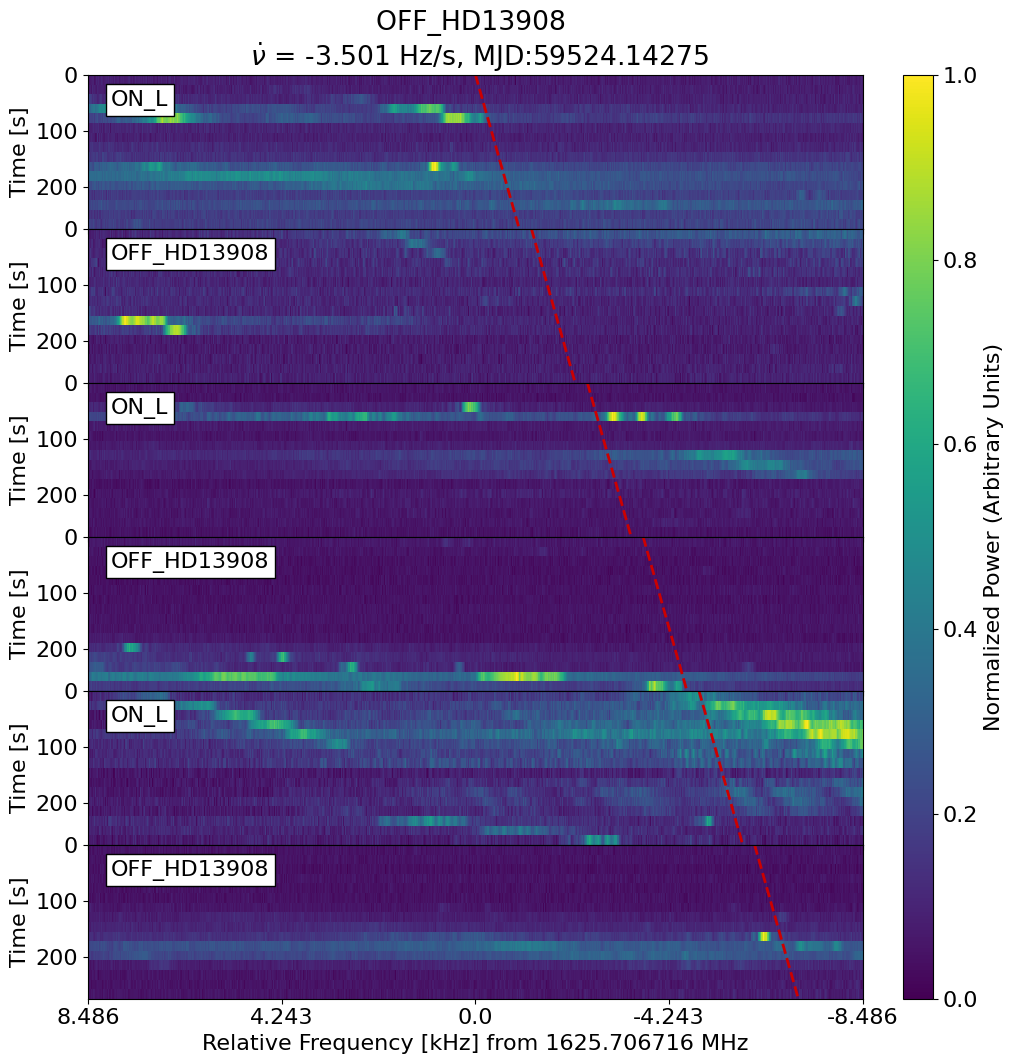 OFF_HD13908
ν̇ = -3.501 Hz/s, MJD:59524.14275
0
100
200
Time [s]
ON_L
0
100
200
Time [s]
OFF_HD13908
0
100
200
Time [s]
ON_L
0
100
200
Time [s]
OFF_HD13908
0
100
200
Time [s]
ON_L
0
100
200
Time [s]
OFF_HD13908
8.486 4.243 0.0 -4.243 -8.486
Relative Frequency [kHz] from 1625.706716 MHz
1.0
0.8
0.6
0.4
0.2
0.0
Normalized Power (Arbitrary Units)